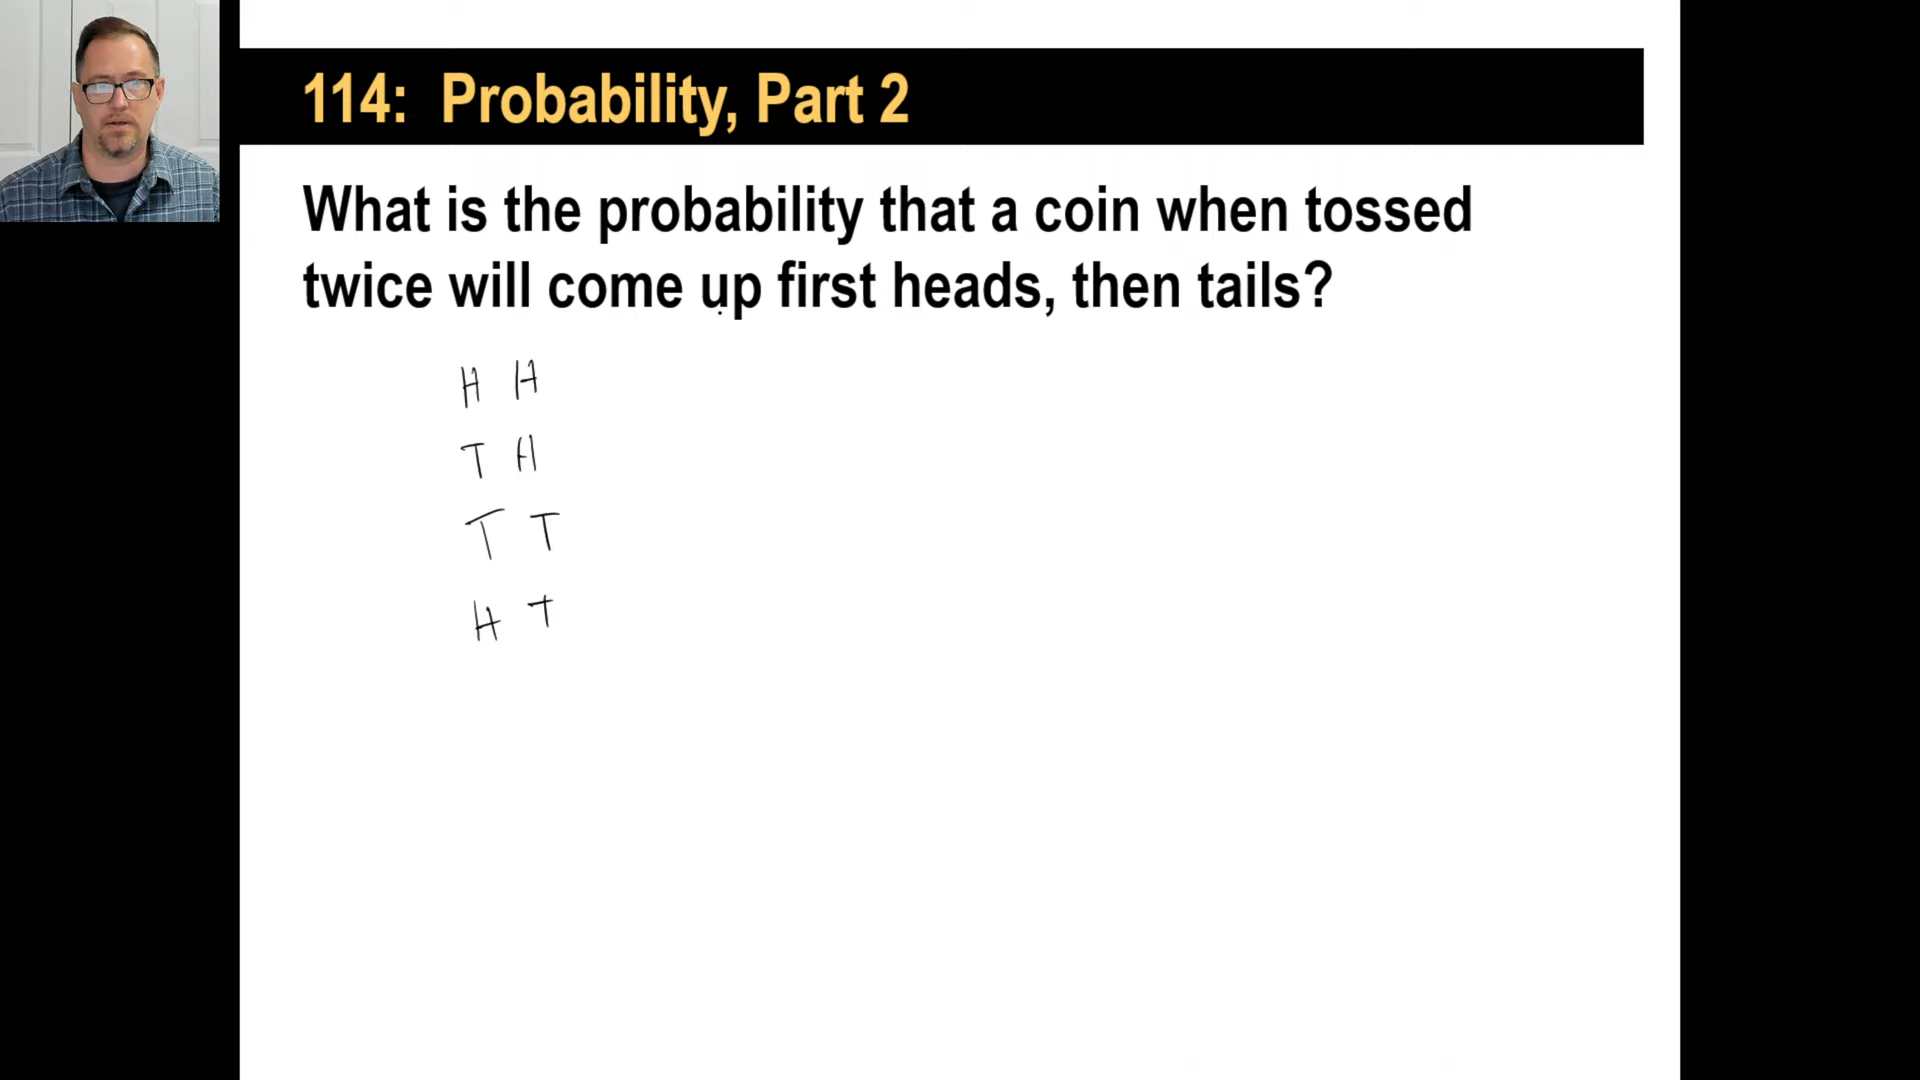 114: Probability, Part 2
What is the probability that a coin when tossed
twice will come up first heads, then tails?
H H
T H
T T
H T